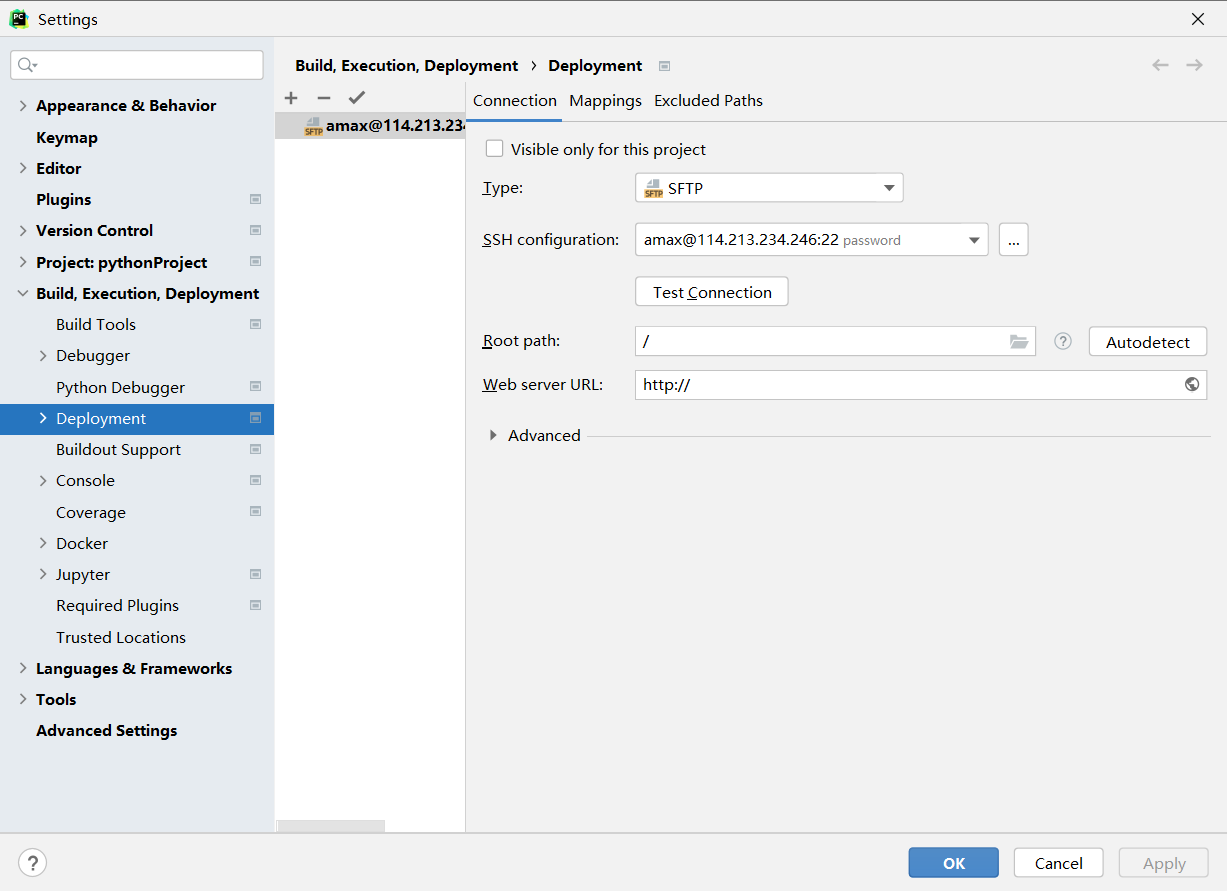 Settings
Build, Execution, Deployment › Deployment
Appearance & Behavior
Keymap
Editor
Plugins
Version Control
Project: pythonProject
Build, Execution, Deployment
Build Tools
Debugger
Python Debugger
Deployment
Buildout Support
Console
Coverage
Docker
Jupyter
Required Plugins
Trusted Locations
Languages & Frameworks
Tools
Advanced Settings
SFTP amax@114.213.234
Connection Mappings Excluded Paths
Visible only for this project
Type: SFTP SFTP
SSH configuration: amax@114.213.234.246:22 password ...
Test Connection
Root path: / ? Autodetect
Web server URL: http://
Advanced
? OK Cancel Apply